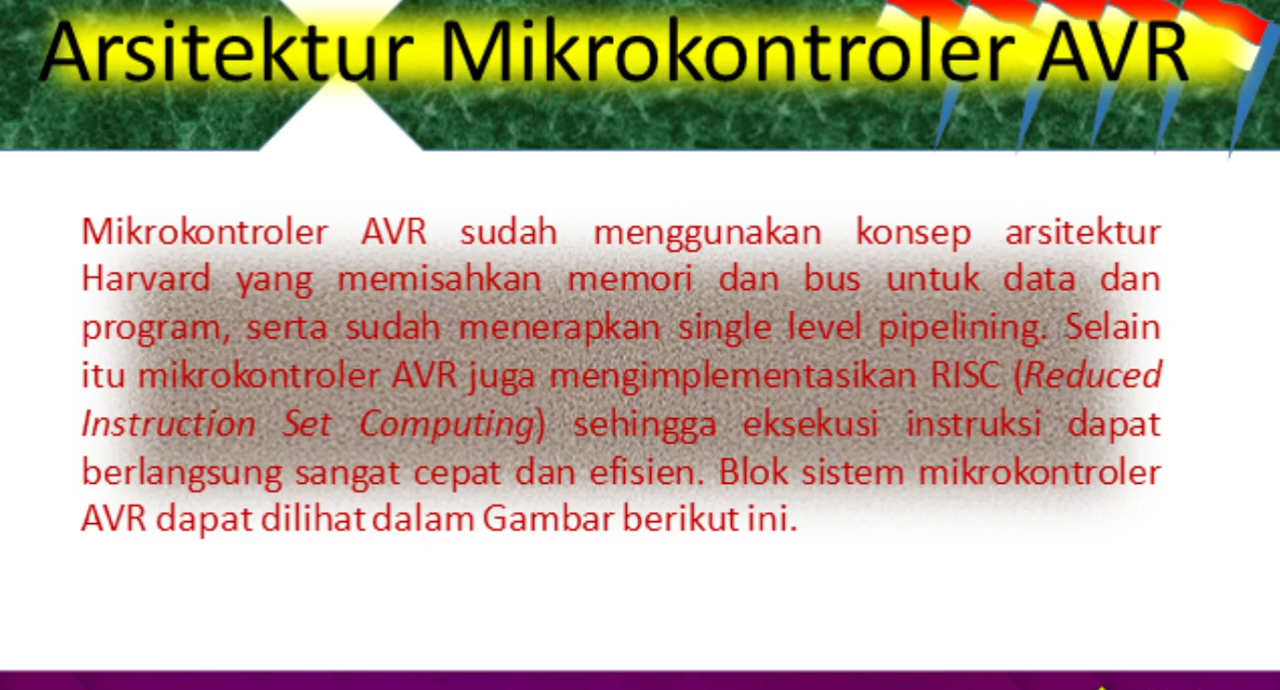 Arsitektur Mikrokontroler AVR
Mikrokontroler AVR sudah menggunakan konsep arsitektur
Harvard yang memisahkan memori dan bus untuk data dan
program, serta sudah menerapkan single level pipelining. Selain
itu mikrokontroler AVR juga mengimplementasikan RISC (Reduced
Instruction Set Computing) sehingga eksekusi instruksi dapat
berlangsung sangat cepat dan efisien. Blok sistem mikrokontroler
AVR dapat dilihat dalam Gambar berikut ini.